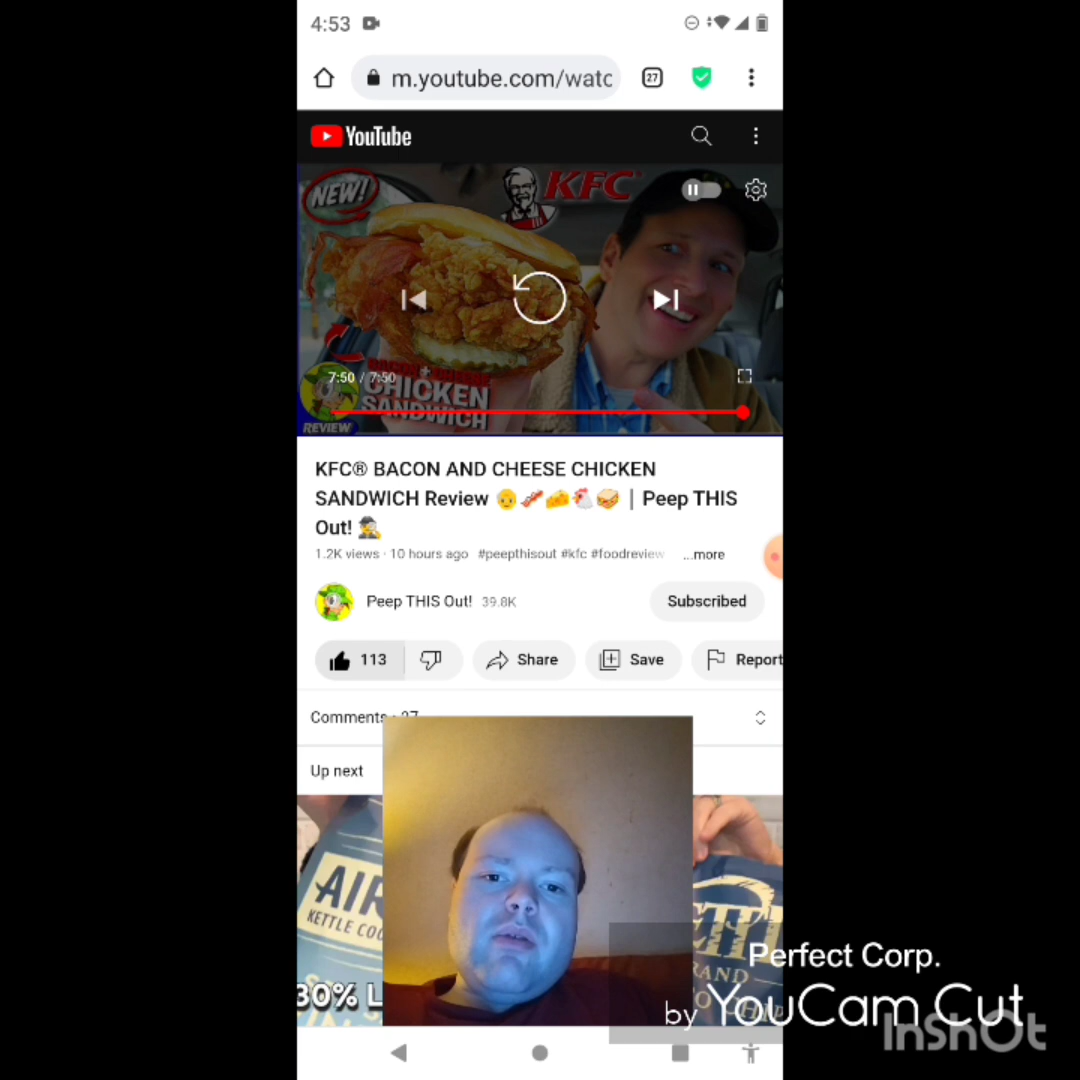 4:53
m.youtube.com/watc
27
YouTube
NEW!
KFC
7:50 / 7:50
CHICKEN
SANDWICH
REVIEW
KFC® BACON AND CHEESE CHICKEN
SANDWICH Review 👴🥓🧀🐔🥪 | Peep THIS
Out! 🕵️
1.2K views · 10 hours ago #peepthisout #kfc #foodreview ...more
Peep THIS Out! 39.8K
Subscribed
113
Share
Save
Report
Comments · 27
Up next
AIR
KETTLE COO
30% L
Perfect Corp.
by YouCam Cut
InShOt